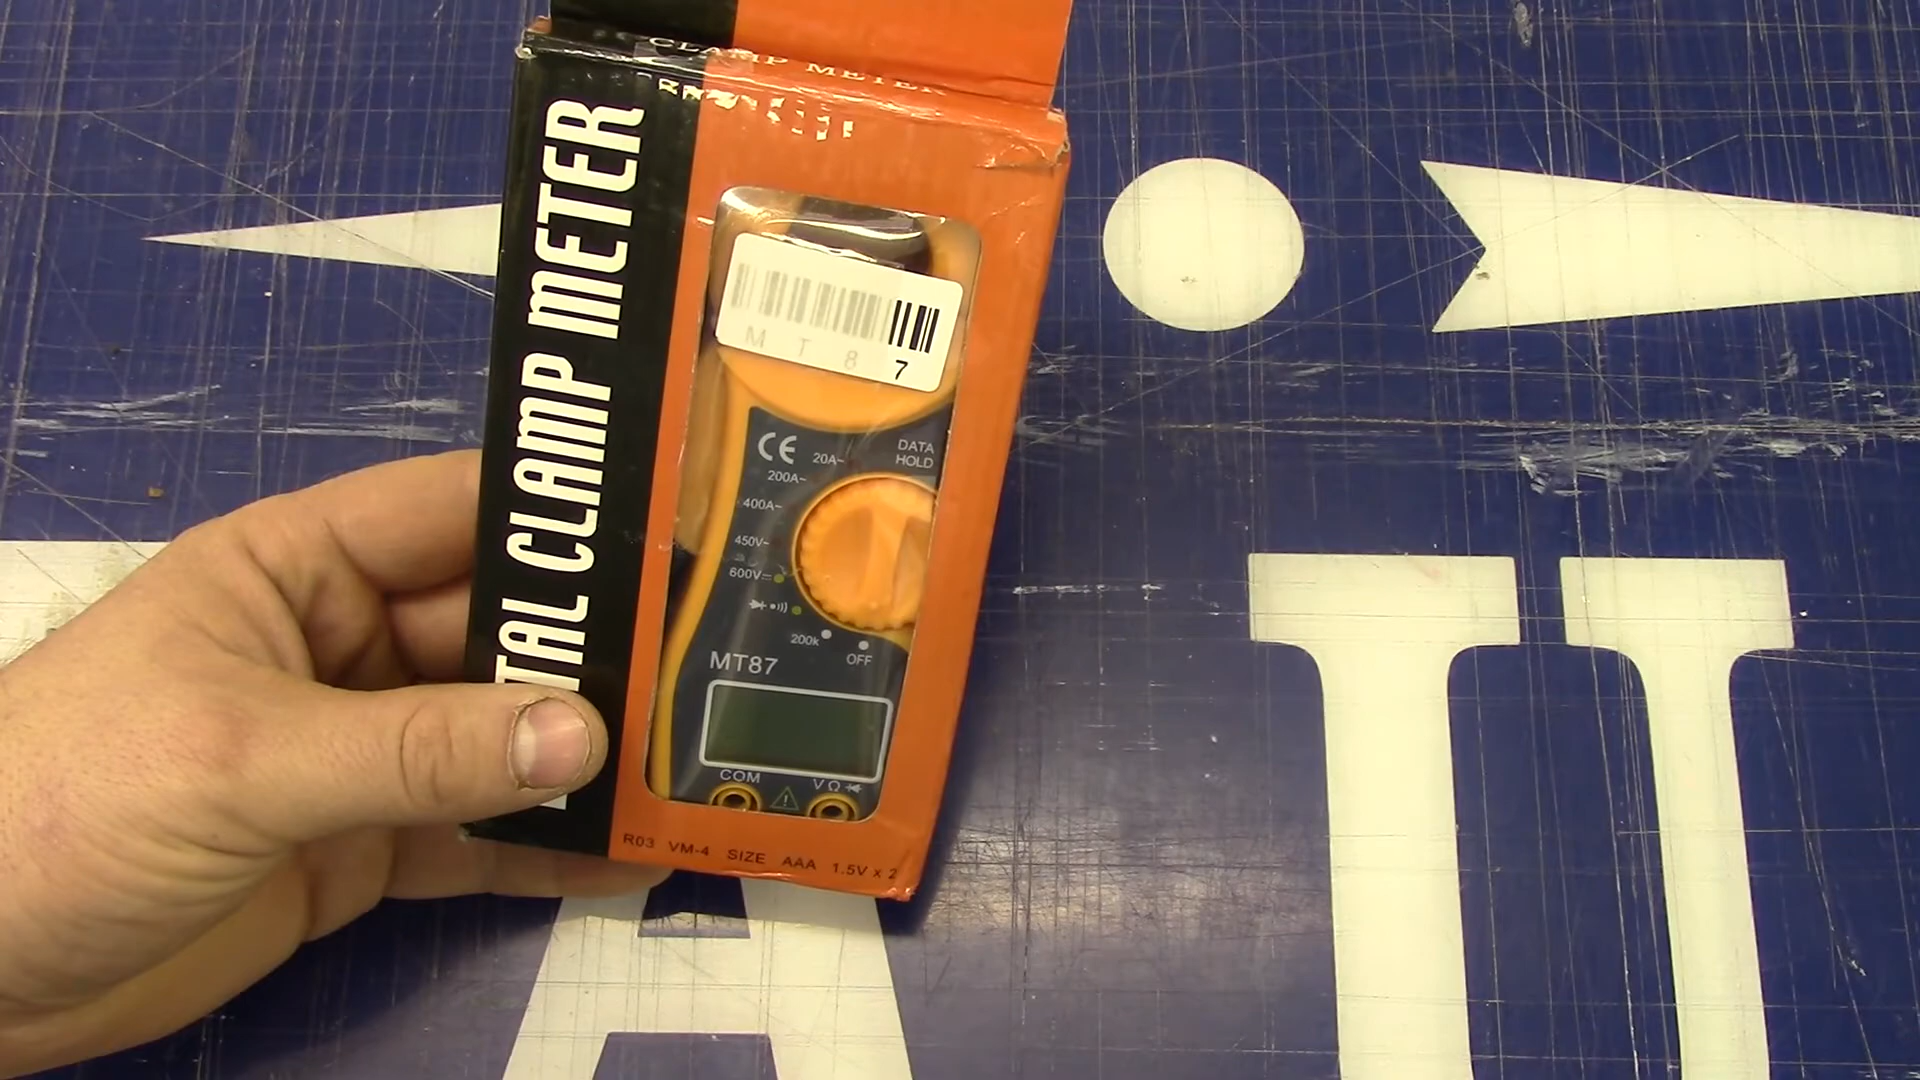 CLAMP METER
TAL CLAMP METER
M T 8 7
CE
DATA
HOLD
20A~
200A~
400A~
450V~
600V
200k
OFF
MT87
COM
VΩ
R03 VM-4 SIZE AAA 1.5V x 2
A